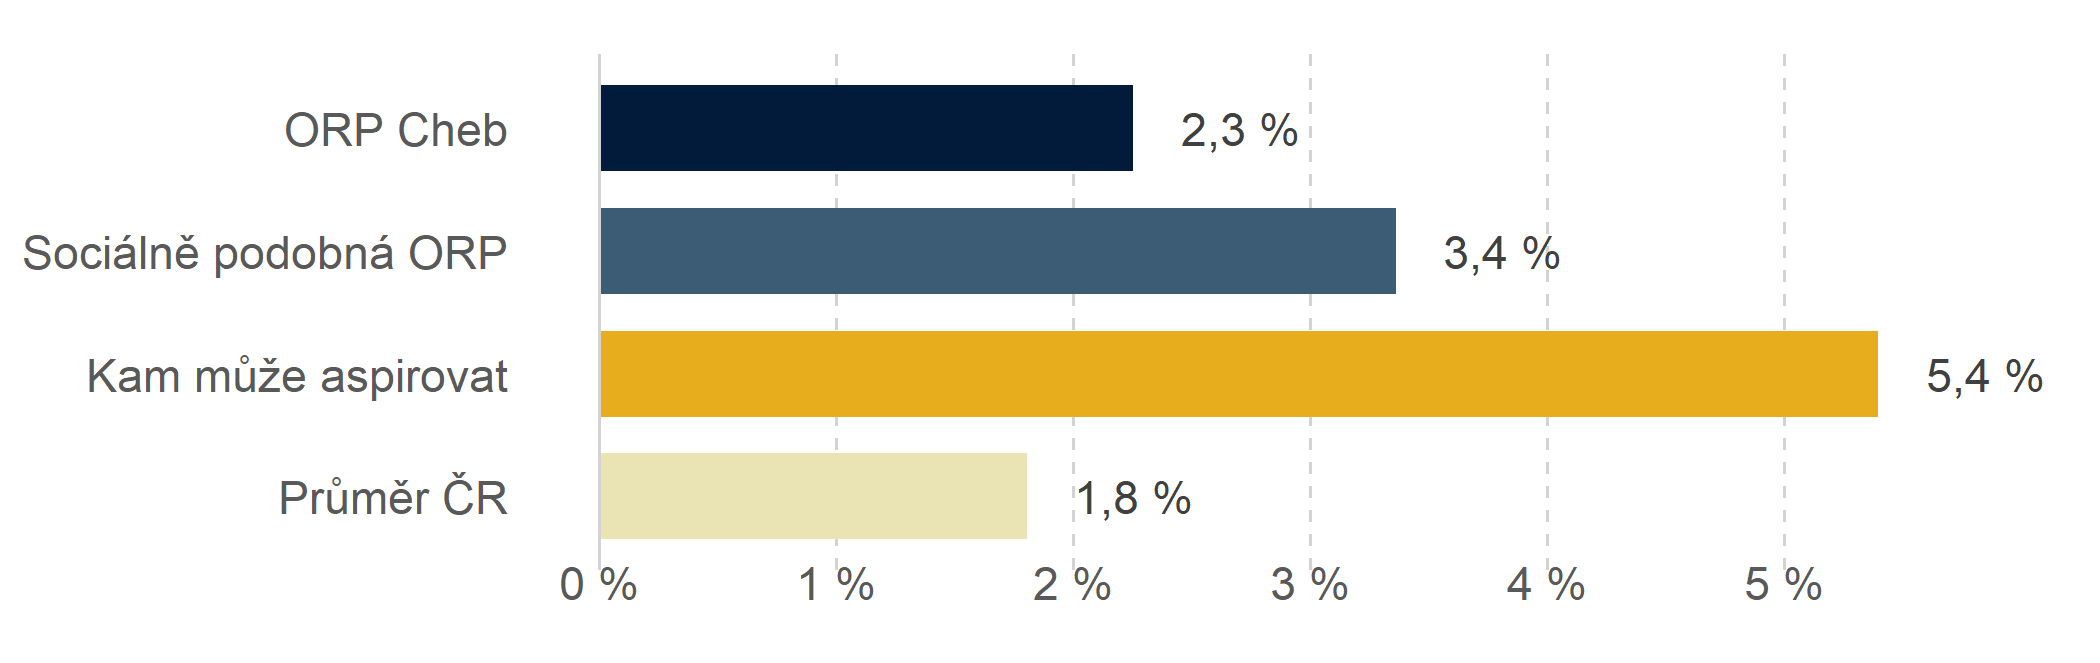 ORP Cheb
2,3 %
Sociálně podobná ORP
3,4 %
Kam může aspirovat
5,4 %
Průměr ČR
1,8 %
0 % 1 % 2 % 3 % 4 % 5 %